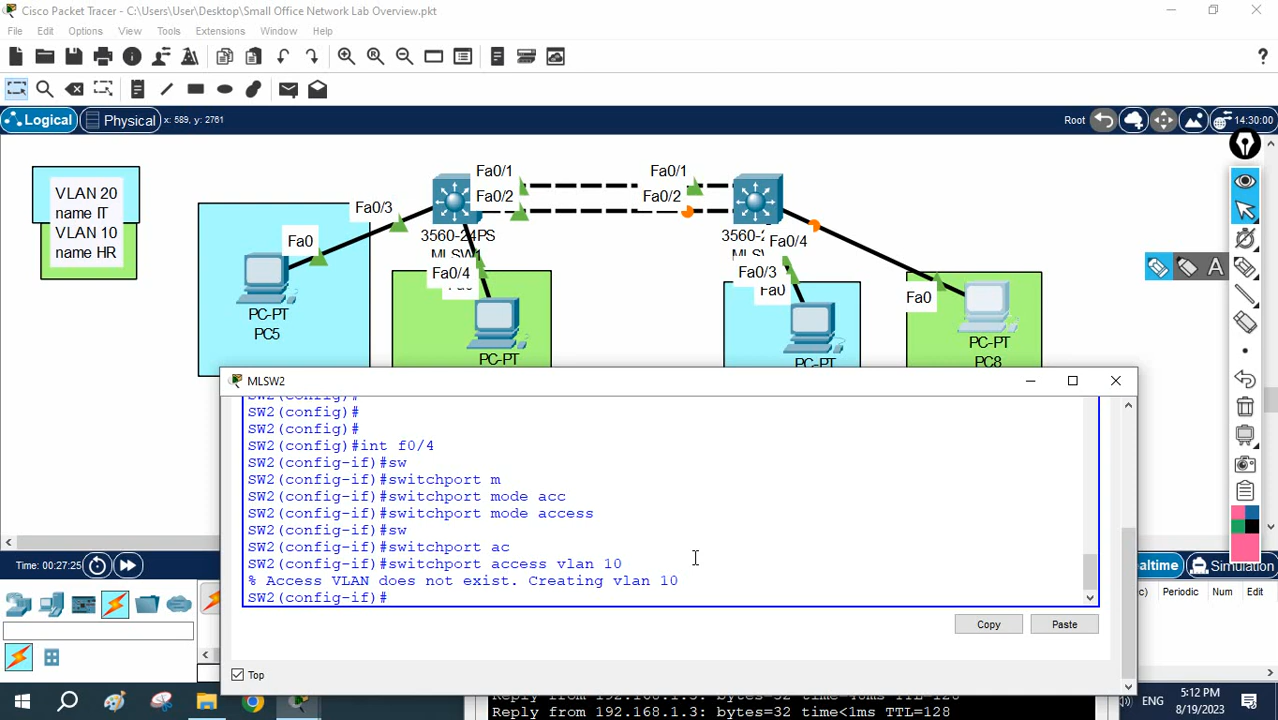 Cisco Packet Tracer - C:\Users\User\Desktop\Small Office Network Lab Overview.pkt
File Edit Options View Tools Extensions Window Help
?
Logical Physical x: 589, y: 2761 Root 14:30:00
VLAN 20
name IT
VLAN 10
name HR
Fa0/1 Fa0/1
Fa0/2 Fa0/2
Fa0/3
3560-24PS
Fa0
Fa0/4
Fa0/4
Fa0/3
Fa0
Fa0
PC-PT
PC5
PC-PT
PC-PT
PC-PT
PC8
MLSW2
SW2(config)#
SW2(config)#
SW2(config)#
SW2(config)#int f0/4
SW2(config-if)#sw
SW2(config-if)#switchport m
SW2(config-if)#switchport mode acc
SW2(config-if)#switchport mode access
SW2(config-if)#sw
SW2(config-if)#switchport ac
SW2(config-if)#switchport access vlan 10
% Access VLAN does not exist. Creating vlan 10
SW2(config-if)#
Copy Paste
Top
Time: 00:27:25
ealtime Simulation
Periodic Num Edit
A
Reply from 192.168.1.3: bytes=32 time<1ms TTL=128
ENG
5:12 PM
8/19/2023